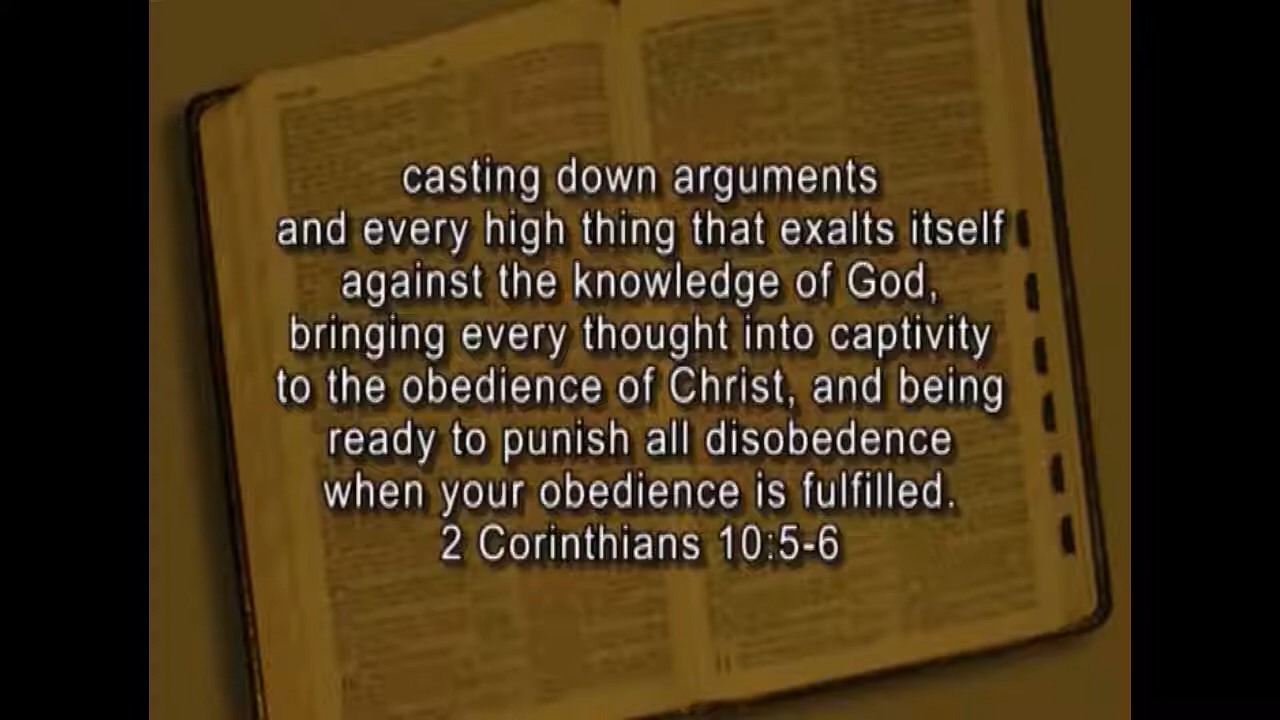 casting down arguments
and every high thing that exalts itself
against the knowledge of God,
bringing every thought into captivity
to the obedience of Christ, and being
ready to punish all disobedence
when your obedience is fulfilled.
2 Corinthians 10:5-6